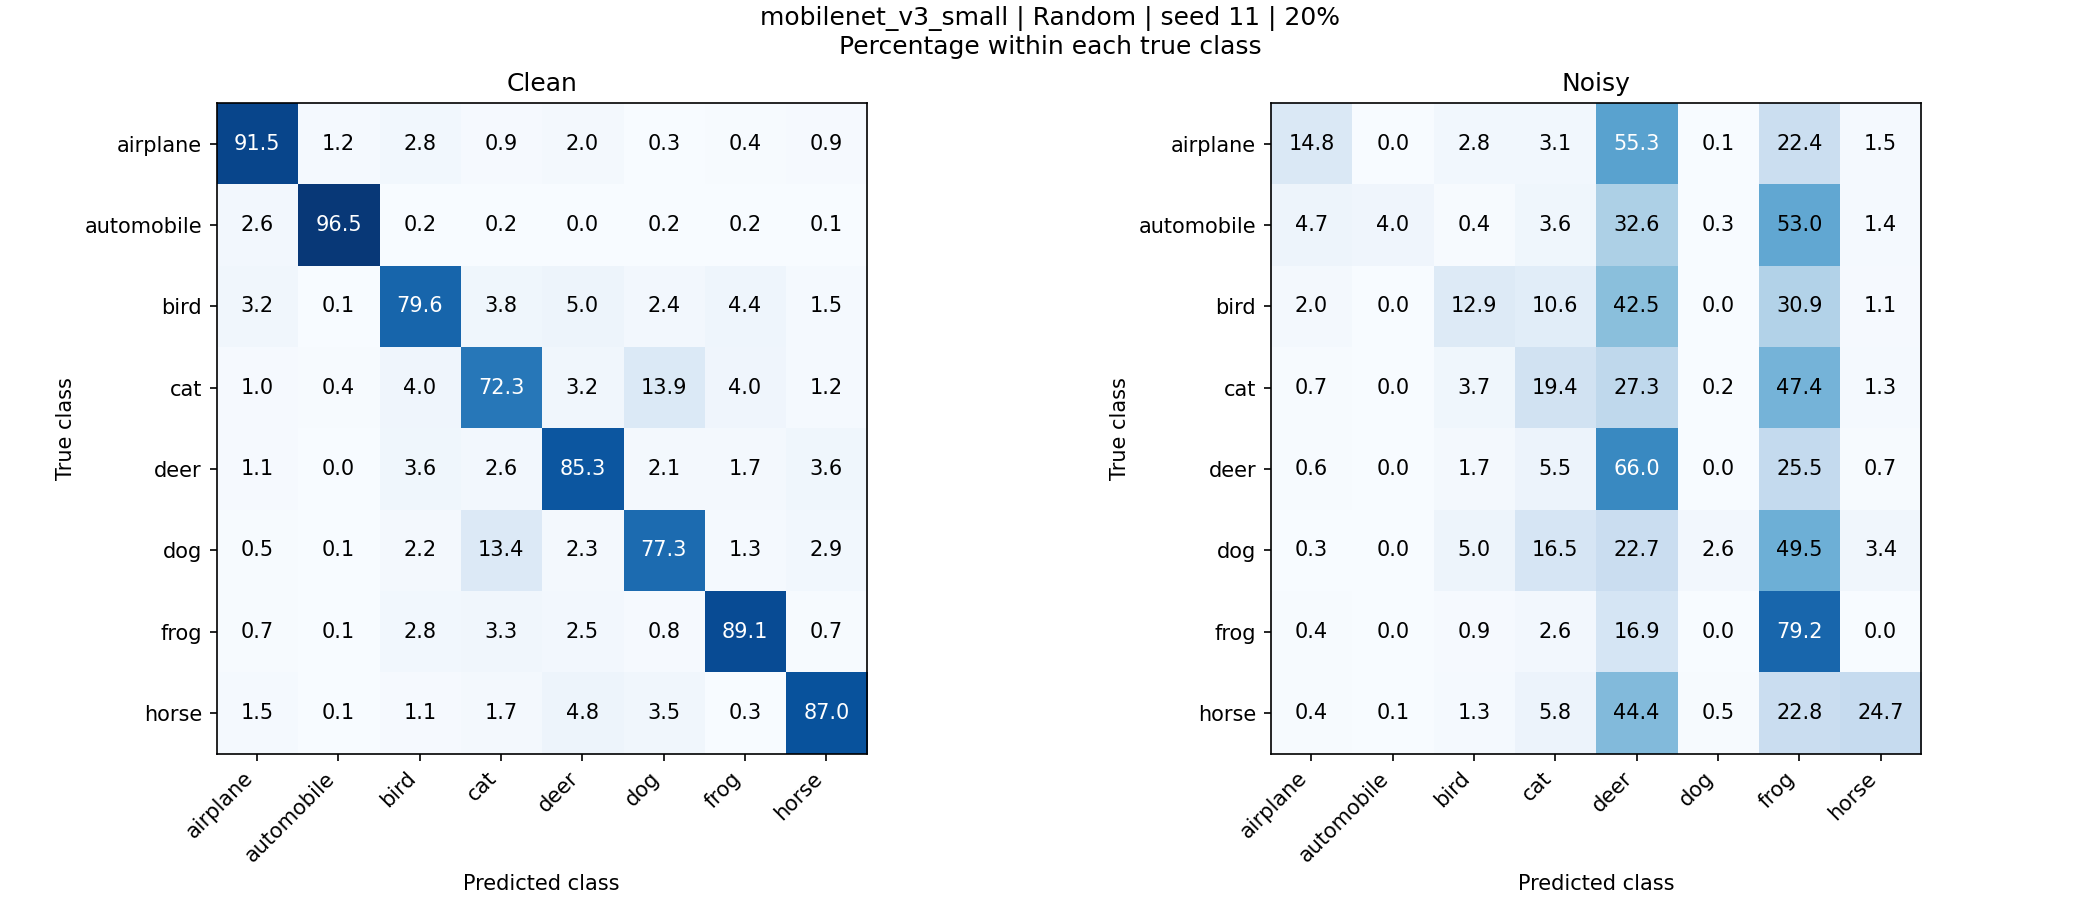 mobilenet_v3_small | Random | seed 11 | 20%
Percentage within each true class
Clean
True class
airplane 91.5 1.2 2.8 0.9 2.0 0.3 0.4 0.9
automobile 2.6 96.5 0.2 0.2 0.0 0.2 0.2 0.1
bird 3.2 0.1 79.6 3.8 5.0 2.4 4.4 1.5
cat 1.0 0.4 4.0 72.3 3.2 13.9 4.0 1.2
deer 1.1 0.0 3.6 2.6 85.3 2.1 1.7 3.6
dog 0.5 0.1 2.2 13.4 2.3 77.3 1.3 2.9
frog 0.7 0.1 2.8 3.3 2.5 0.8 89.1 0.7
horse 1.5 0.1 1.1 1.7 4.8 3.5 0.3 87.0
airplane automobile bird cat deer dog frog horse
Predicted class
Noisy
True class
airplane 14.8 0.0 2.8 3.1 55.3 0.1 22.4 1.5
automobile 4.7 4.0 0.4 3.6 32.6 0.3 53.0 1.4
bird 2.0 0.0 12.9 10.6 42.5 0.0 30.9 1.1
cat 0.7 0.0 3.7 19.4 27.3 0.2 47.4 1.3
deer 0.6 0.0 1.7 5.5 66.0 0.0 25.5 0.7
dog 0.3 0.0 5.0 16.5 22.7 2.6 49.5 3.4
frog 0.4 0.0 0.9 2.6 16.9 0.0 79.2 0.0
horse 0.4 0.1 1.3 5.8 44.4 0.5 22.8 24.7
airplane automobile bird cat deer dog frog horse
Predicted class